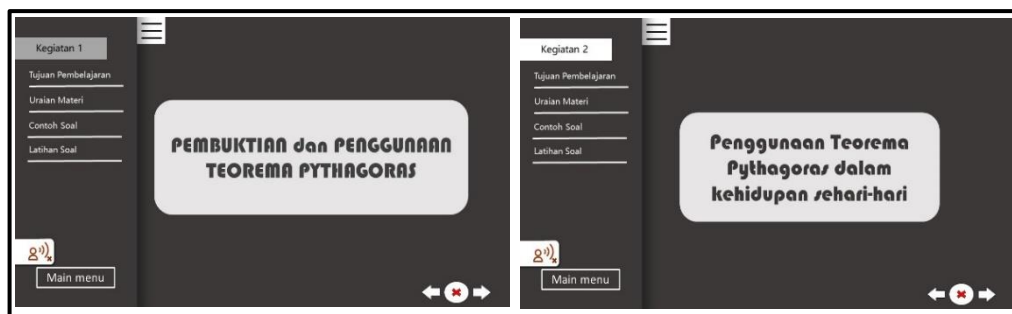 Kegiatan 1
Tujuan Pembelajaran
Uraian Materi
Contoh Soal
Latihan Soal
PEMBUKTIAN dan PENGGUNAAN
TEOREMA PYTHAGORAS
Main menu
Kegiatan 2
Tujuan Pembelajaran
Uraian Materi
Contoh Soal
Latihan Soal
Penggunaan Teorema
Pythagoras dalam
kehidupan sehari-hari
Main menu